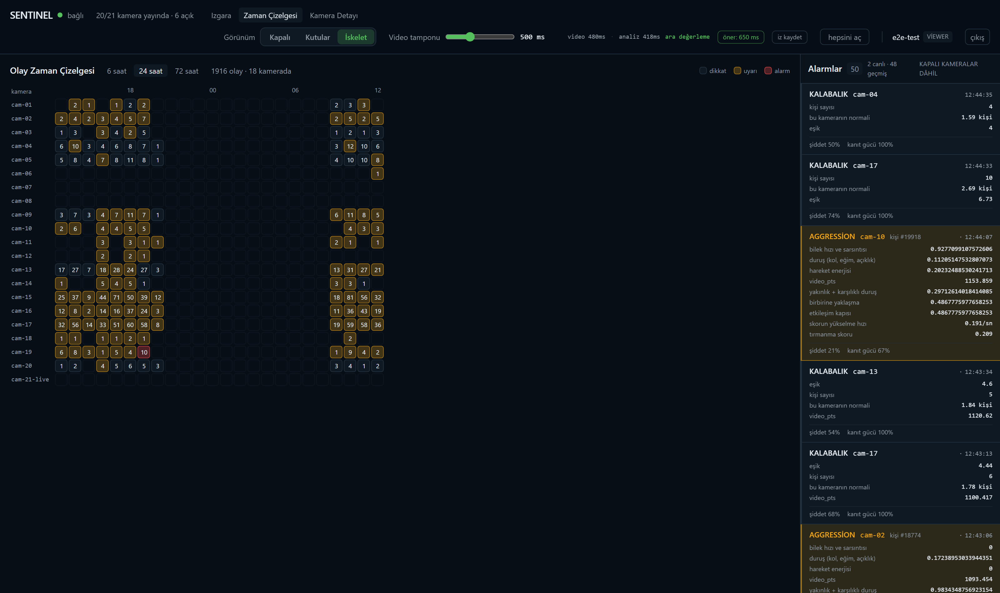 SENTINEL bağlı 20/21 kamera yayında · 6 açık Izgara Zaman Çizelgesi Kamera Detayı
Görünüm Kapalı Kutular İskelet Video tamponu 500 ms video 480ms · analiz 418ms ara değerleme öner: 650 ms iz kaydet hepsini aç e2e-test VİEWER çıkış
Olay Zaman Çizelgesi 6 saat 24 saat 72 saat 1916 olay · 18 kamerada dikkat uyarı alarm
kamera 18 00 06 12
cam-01 2 1 1 2 2 2 3 3
cam-02 2 4 2 3 4 5 7 2 5 2 5
cam-03 1 3 3 4 2 5 1 2 1 3
cam-04 6 10 3 4 6 8 7 1 3 12 10 6
cam-05 5 8 4 7 8 11 8 1 4 10 10 8
cam-06 1
cam-07
cam-08
cam-09 3 7 3 4 7 11 7 1 6 11 8 5
cam-10 2 6 4 4 5 5 4 3 3
cam-11 3 3 1 1 2 1 1
cam-12 2 2 1
cam-13 17 27 7 18 28 24 27 3 13 31 27 21
cam-14 1 5 4 5 1 3 3 1
cam-15 25 37 9 44 71 50 39 12 18 81 56 32
cam-16 12 8 2 14 16 37 24 3 11 36 43 19
cam-17 32 56 14 33 51 60 58 8 19 59 58 36
cam-18 1 1 1 1 2 1 2
cam-19 6 8 3 1 5 4 10 1 9 4 2
cam-20 1 2 4 5 6 5 3 3 4 1 2
cam-21-live
Alarmlar 50 2 canlı · 48 geçmiş KAPALI KAMERALAR DÂHİL
KALABALIK cam-04 12:44:35
kişi sayısı 4
bu kameranın normali 1.59 kişi
eşik 4
şiddet 50% kanıt gücü 100%
KALABALIK cam-17 12:44:33
kişi sayısı 10
bu kameranın normali 2.69 kişi
eşik 6.73
şiddet 74% kanıt gücü 100%
AGGRESSİON cam-10 kişi #19918 · 12:44:07
bilek hızı ve sarsıntısı 0.9277099107572606
duruş (kol, eğim, açıklık) 0.11205147532807073
hareket enerjisi 0.20232488530241713
video_pts 1153.859
yakınlık + karşılıklı duruş 0.29712614018414085
birbirine yaklaşma 0.4867775977658253
etkileşim kapısı 0.4867775977658253
skorun yükselme hızı 0.191/sn
tırmanma skoru 0.209
şiddet 21% kanıt gücü 67%
KALABALIK cam-13 · 12:43:34
eşik 4.6
kişi sayısı 5
bu kameranın normali 1.84 kişi
video_pts 1120.62
şiddet 54% kanıt gücü 100%
KALABALIK cam-17 · 12:43:13
eşik 4.44
kişi sayısı 6
bu kameranın normali 1.78 kişi
video_pts 1100.417
şiddet 68% kanıt gücü 100%
AGGRESSİON cam-02 kişi #18774 · 12:43:06
bilek hızı ve sarsıntısı 0
duruş (kol, eğim, açıklık) 0.17238953033944351
hareket enerjisi 0
video_pts 1093.454
yakınlık + karşılıklı duruş 0.9834348756923154